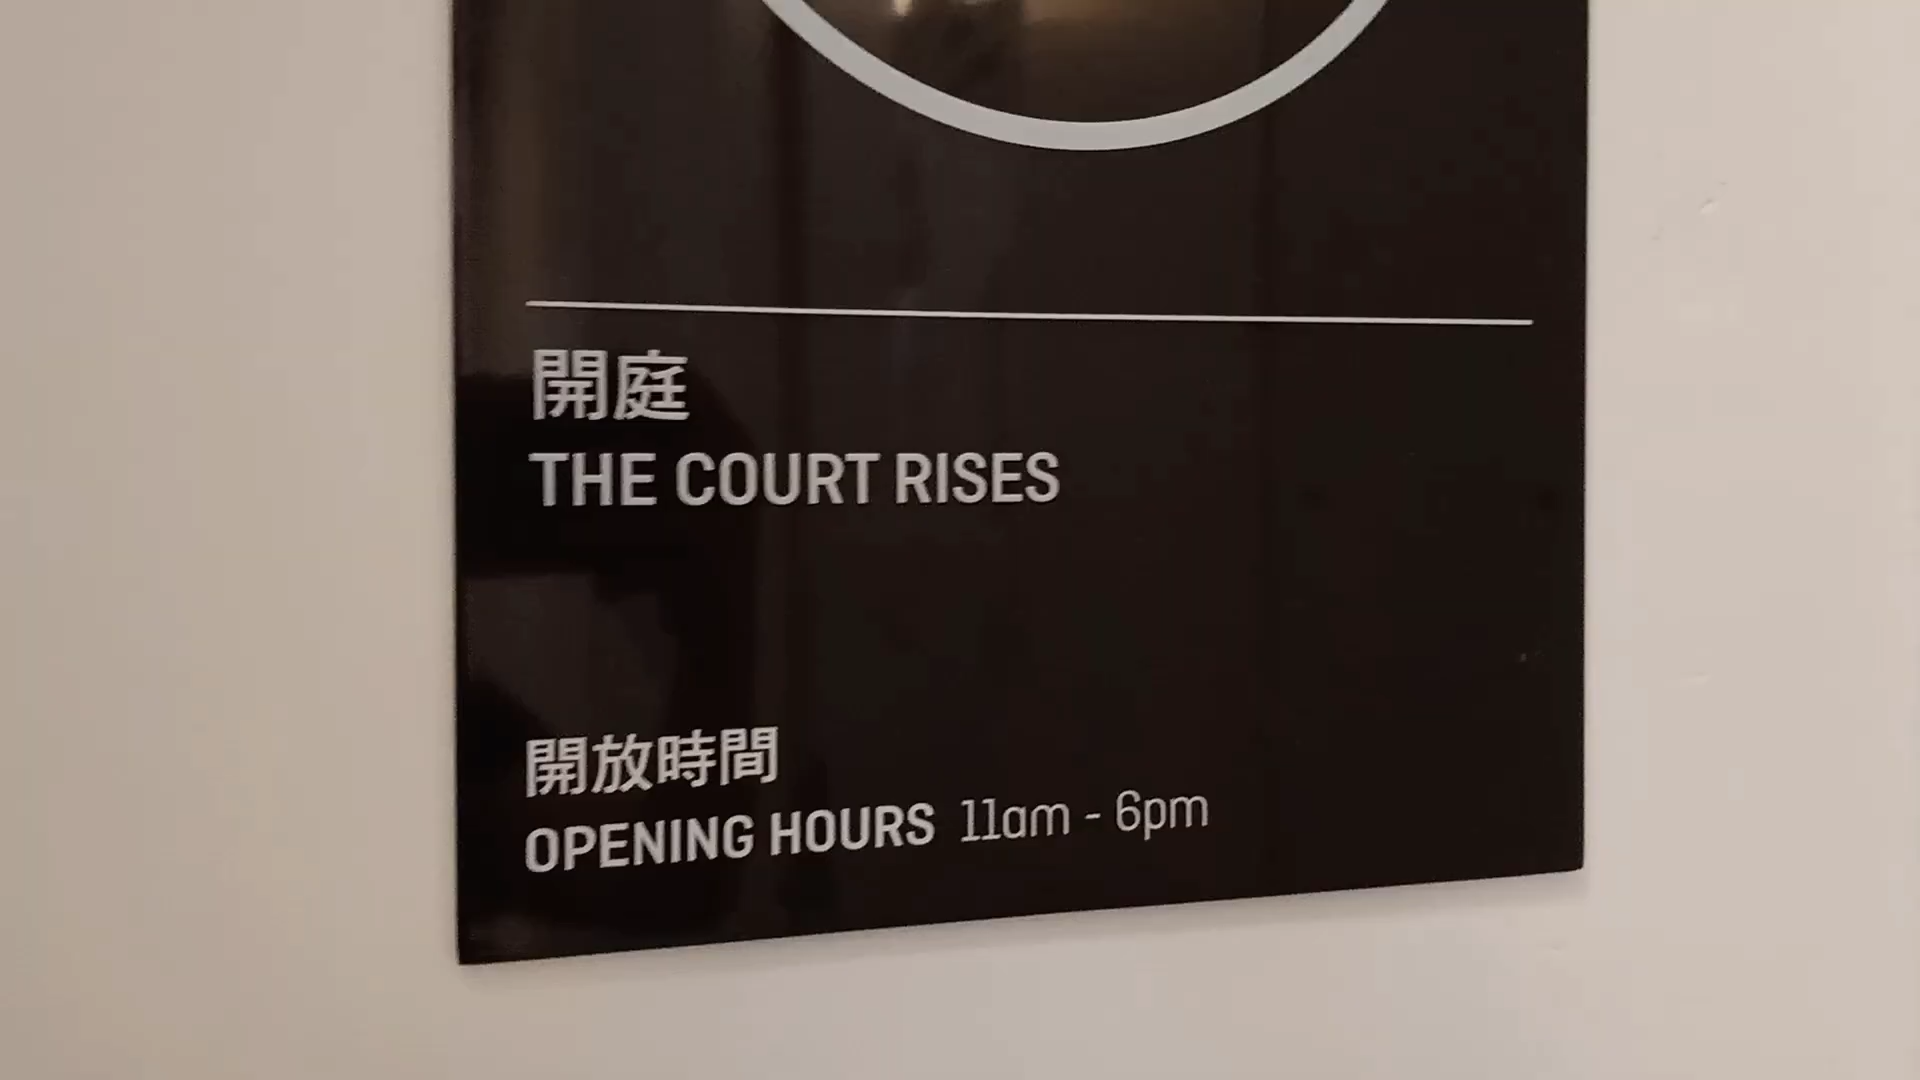 開庭
THE COURT RISES
開放時間
OPENING HOURS 11am - 6pm